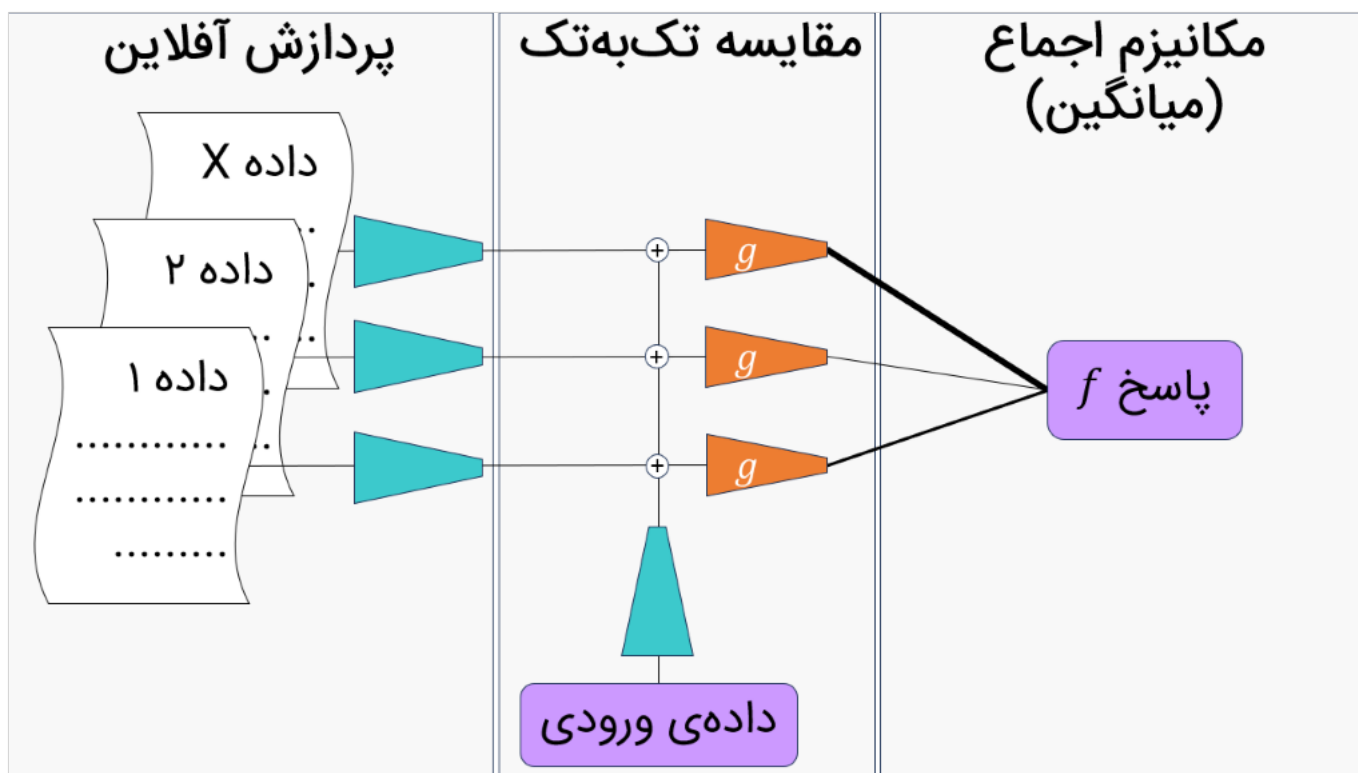 مکانیزم اجماع
(میانگین)
مقایسه تک‌به‌تک
پردازش آفلاین
داده X
..
داده ۲
.
.. ..
داده ۱
.
............
..
............
.........
g
g
g
پاسخ f
داده‌ی ورودی
+
+
+